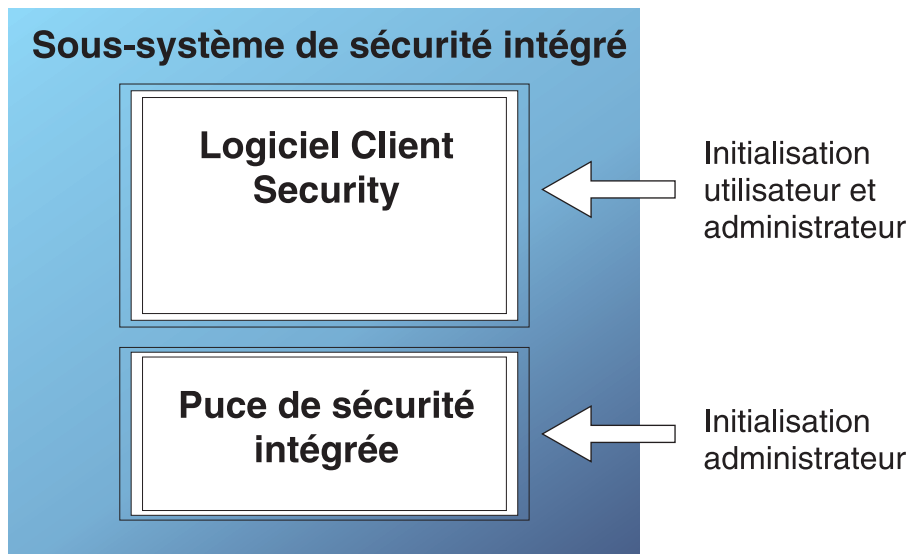 Sous-système de sécurité intégré
Logiciel Client
Security
Initialisation
utilisateur et
administrateur
Puce de sécurité
intégrée
Initialisation
administrateur